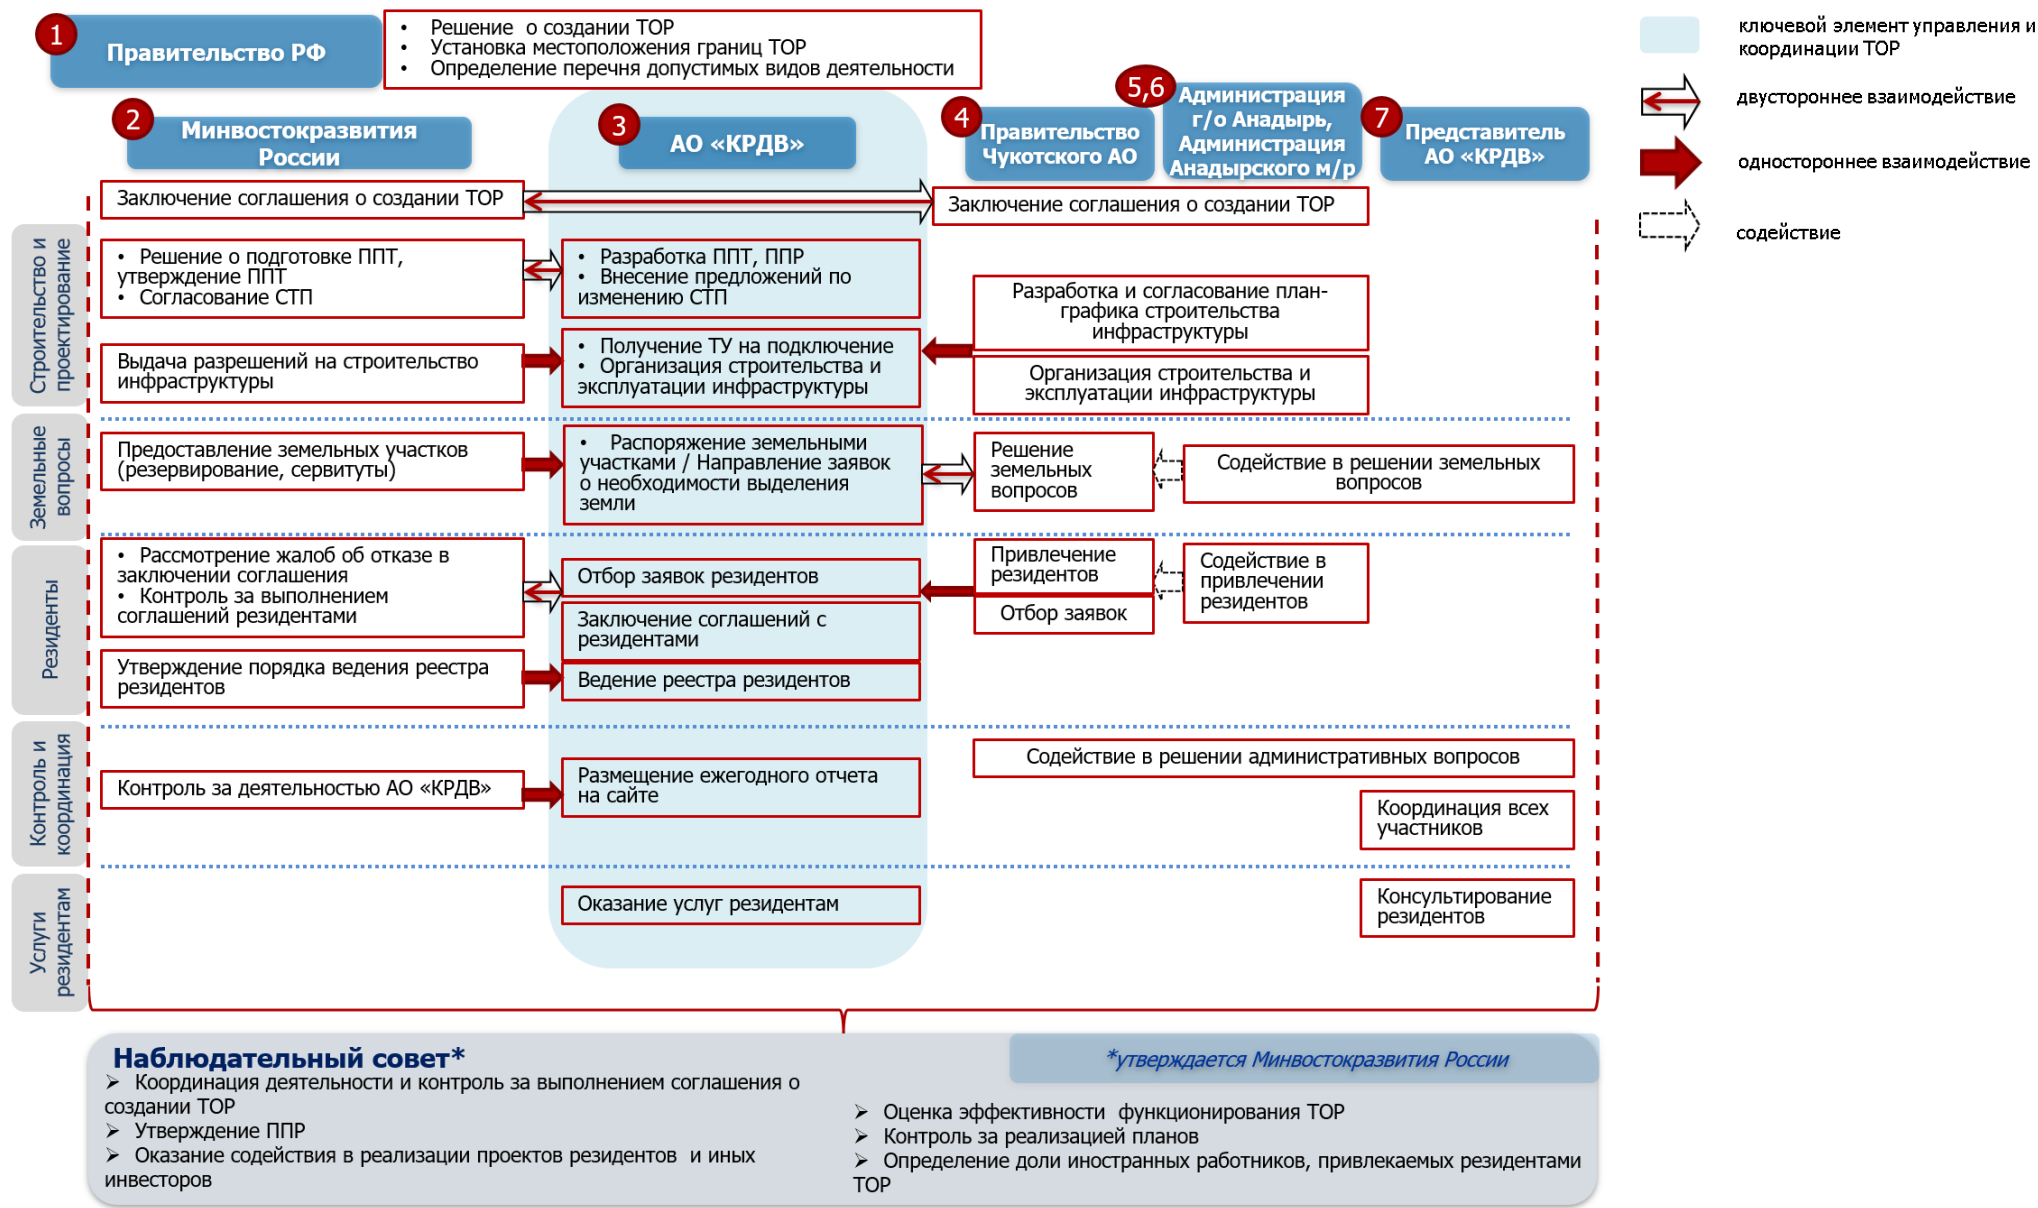 1
Правительство РФ
• Решение о создании ТОР
• Установка местоположения границ ТОР
• Определение перечня допустимых видов деятельности
ключевой элемент управления и
координации ТОР
двустороннее взаимодействие
одностороннее взаимодействие
содействие
2
Минвостокразвития
России
3
АО «КРДВ»
4
Правительство
Чукотского АО
5,6
Администрация
г/о Анадырь,
Администрация
Анадырского м/р
7
Представитель
АО «КРДВ»
Заключение соглашения о создании ТОР
Заключение соглашения о создании ТОР
Строительство и
проектирование
• Решение о подготовке ППТ,
утверждение ППТ
• Согласование СТП
• Разработка ППТ, ППР
• Внесение предложений по
изменению СТП
Разработка и согласование план-
графика строительства
инфраструктуры
Выдача разрешений на строительство
инфраструктуры
• Получение ТУ на подключение
• Организация строительства и
эксплуатации инфраструктуры
Организация строительства и
эксплуатации инфраструктуры
Земельные
вопросы
Предоставление земельных участков
(резервирование, сервитуты)
• Распоряжение земельными
участками / Направление заявок
о необходимости выделения
земли
Решение
земельных
вопросов
Содействие в решении земельных
вопросов
Резиденты
• Рассмотрение жалоб об отказе в
заключении соглашения
• Контроль за выполнением
соглашений резидентами
Отбор заявок резидентов
Заключение соглашений с
резидентами
Привлечение
резидентов
Отбор заявок
Содействие в
привлечении
резидентов
Утверждение порядка ведения реестра
резидентов
Ведение реестра резидентов
Контроль и
координация
Содействие в решении административных вопросов
Контроль за деятельностью АО «КРДВ»
Размещение ежегодного отчета
на сайте
Координация всех
участников
Услуги
резидентам
Оказание услуг резидентам
Консультирование
резидентов
Наблюдательный совет*
*утверждается Минвостокразвития России
➢ Координация деятельности и контроль за выполнением соглашения о
создании ТОР
➢ Утверждение ППР
➢ Оказание содействия в реализации проектов резидентов и иных
инвесторов
➢ Оценка эффективности функционирования ТОР
➢ Контроль за реализацией планов
➢ Определение доли иностранных работников, привлекаемых резидентами
ТОР